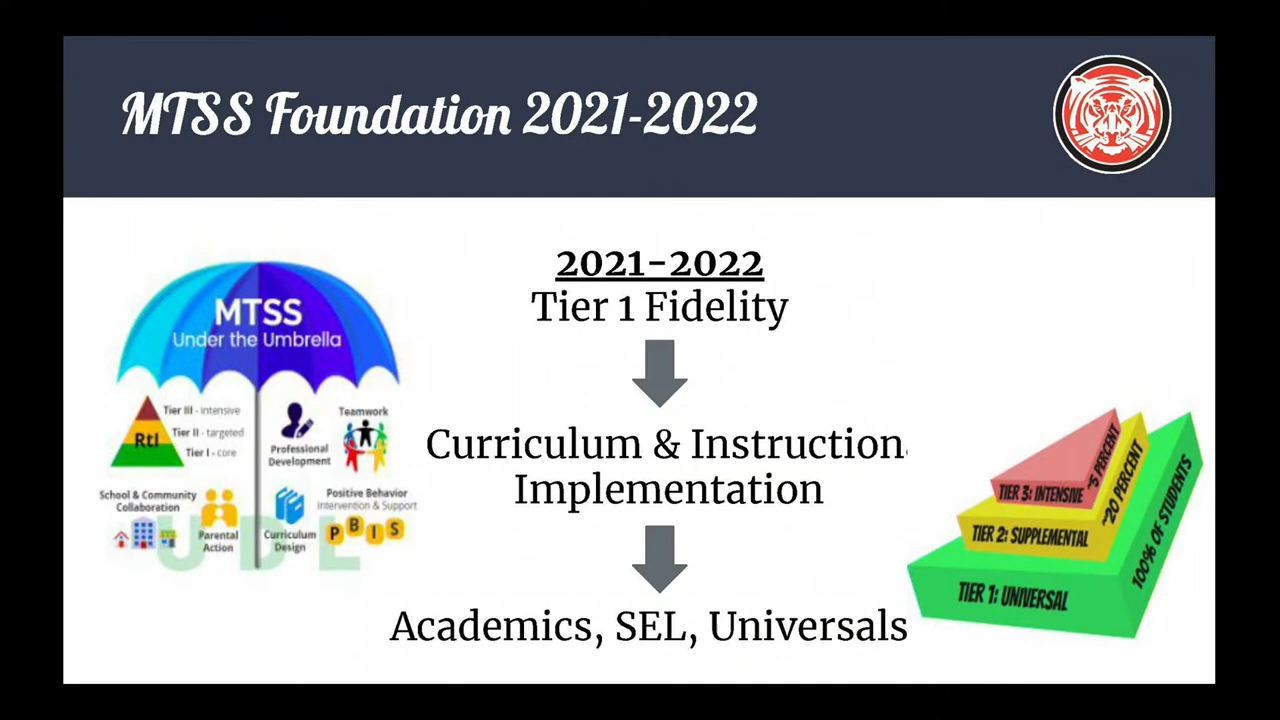 MTSS Foundation 2021-2022
MTSS
Under the Umbrella
RtI
Tier III - intensive
Tier II - targeted
Tier I - core
Professional
Development
Teamwork
School & Community
Collaboration
Parental
Action
Curriculum
Design
Positive Behavior
Intervention & Support
PBIS
UDL
2021-2022
Tier 1 Fidelity
Curriculum & Instruction
Implementation
Academics, SEL, Universals
TIER 3: INTENSIVE
~5 PERCENT
TIER 2: SUPPLEMENTAL
~20 PERCENT
TIER 1: UNIVERSAL
100% OF STUDENTS